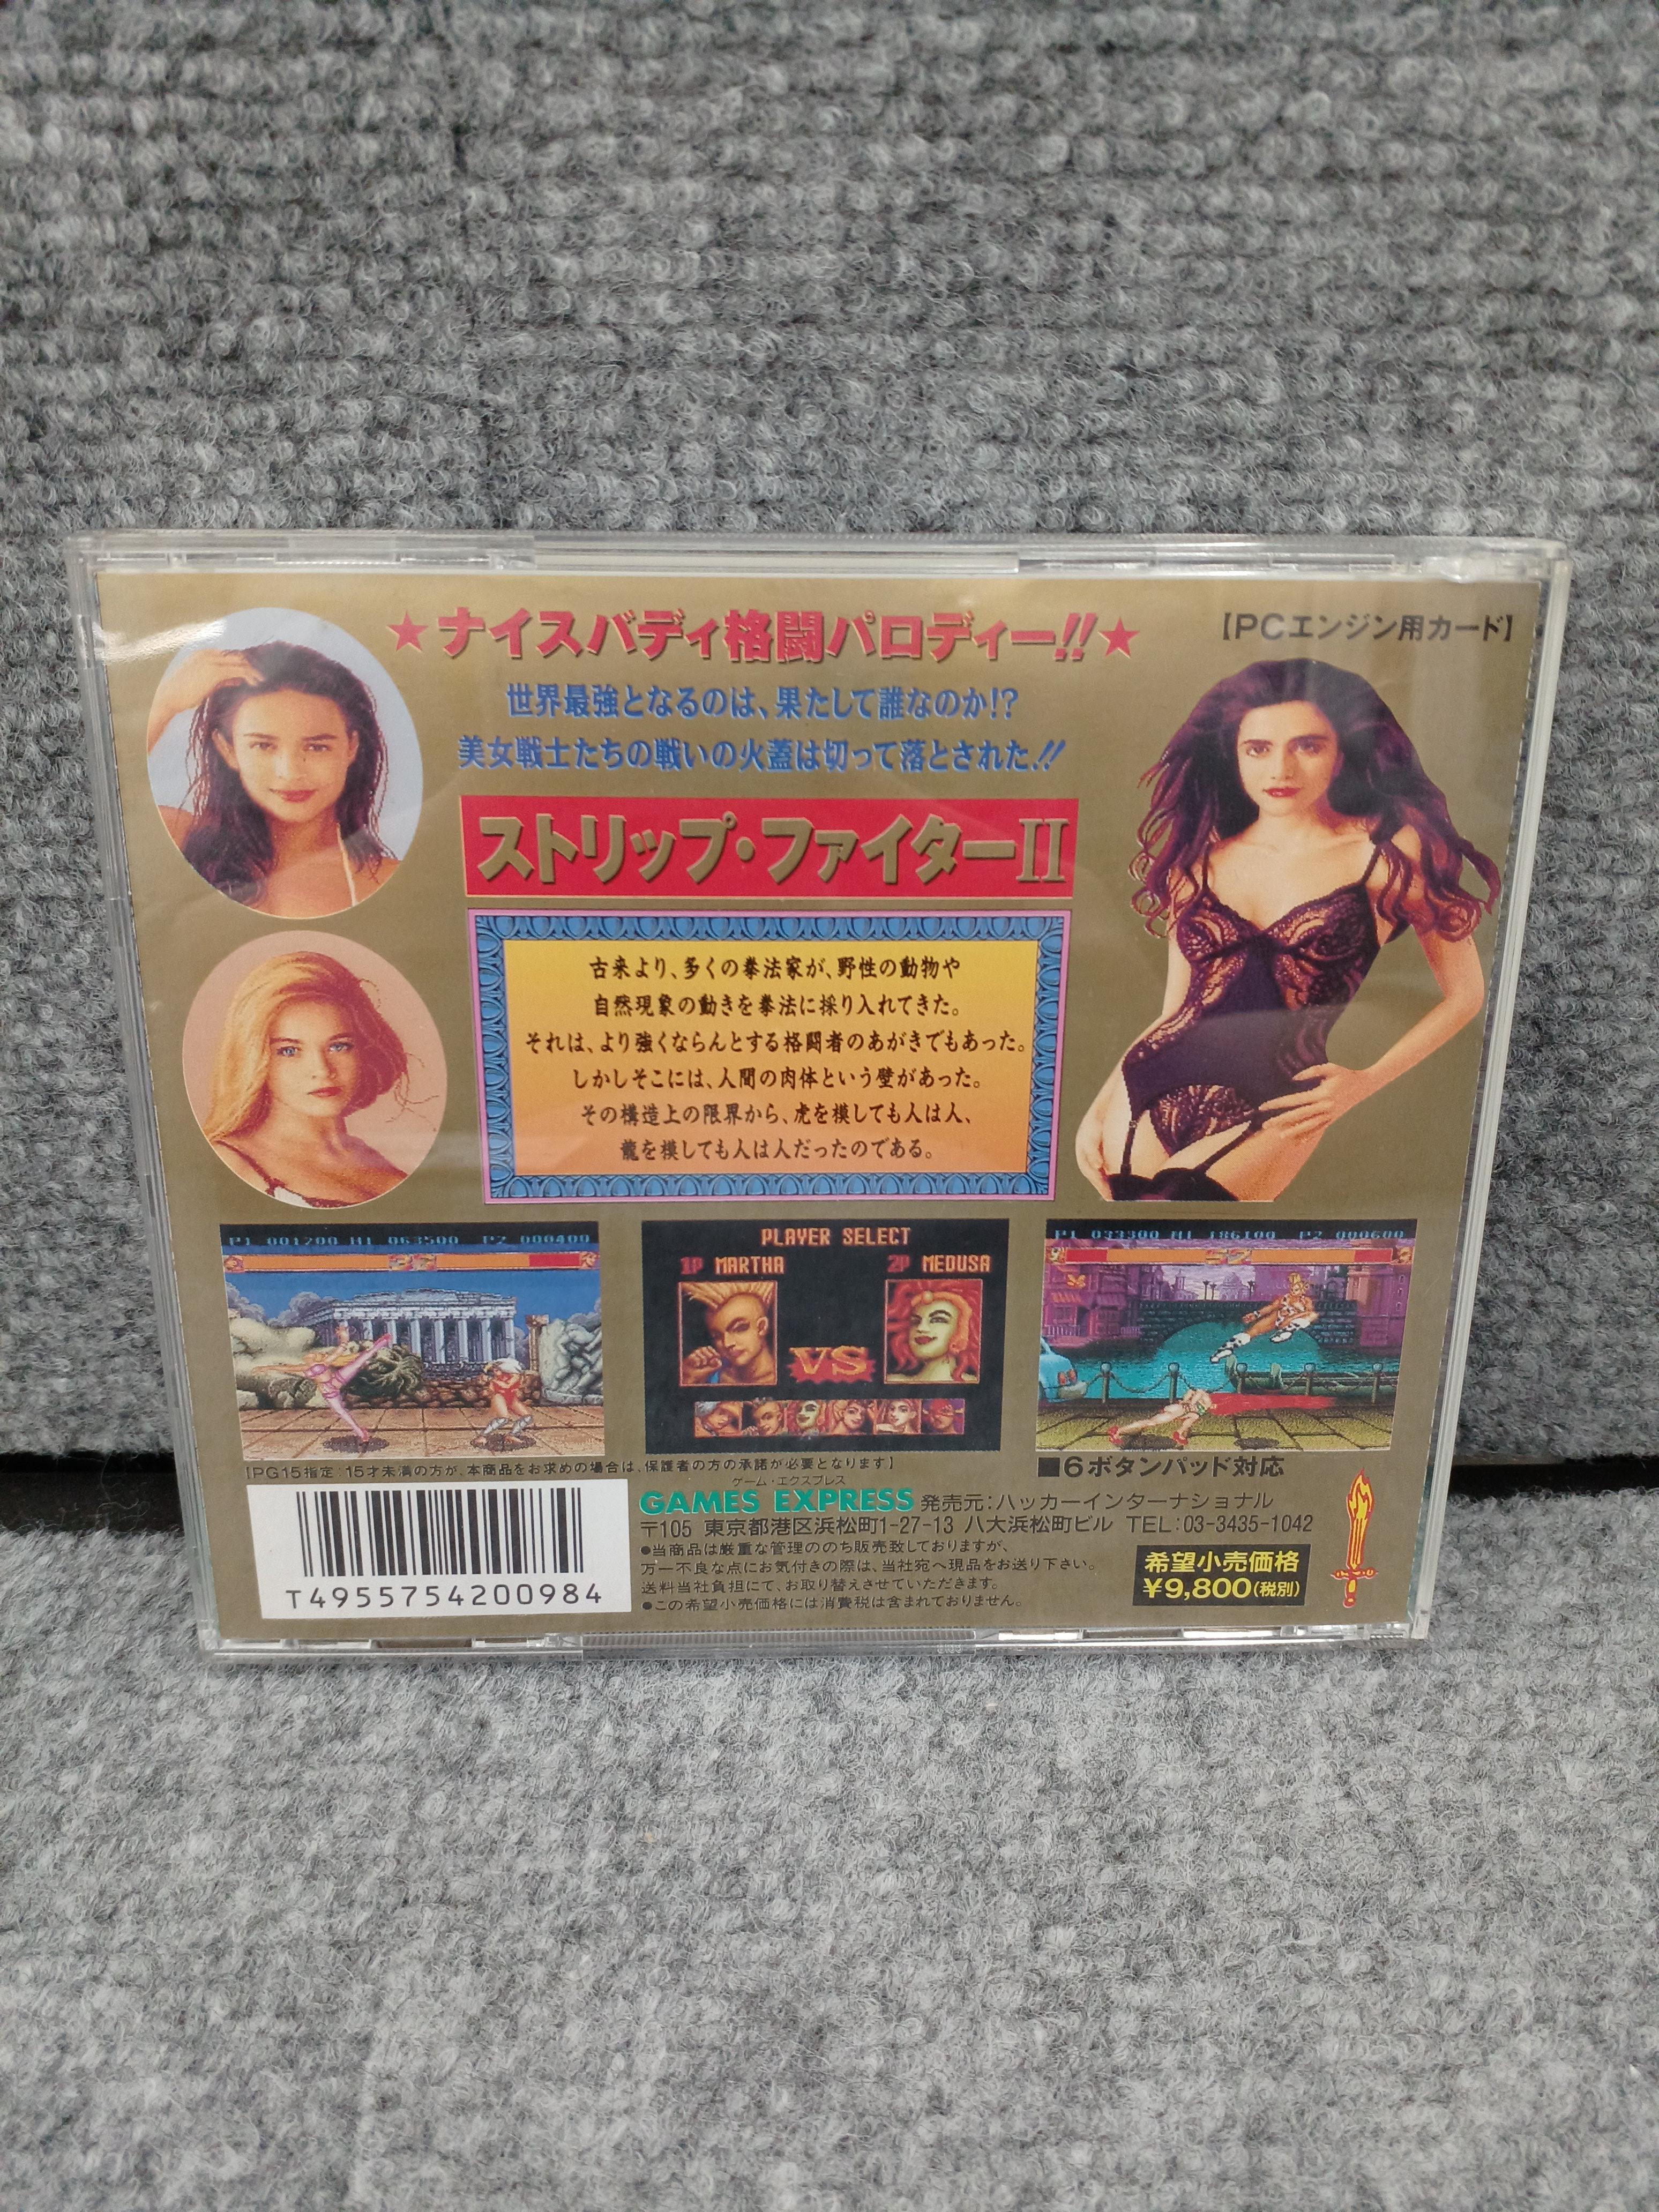 ★ナイスバディ格闘パロディー!!★
【PCエンジン用カード】
世界最強となるのは、果たして誰なのか!?
美女戦士たちの戦いの火蓋は切って落とされた!!
ストリップ・ファイターII
古来より、多くの拳法家が、野性の動物や
自然現象の動きを拳法に採り入れてきた。
それは、より強くならんとする格闘者のあがきでもあった。
しかしそこには、人間の肉体という壁があった。
その構造上の限界から、虎を模しても人は人、
龍を模しても人は人だったのである。
P1 001200 HI 063500 P2 000400
PLAYER SELECT
1P MARTHA 2P MEDUSA
VS
P1 033300 HI 186100 P2 000600
【PG15指定：15才未満の方が、本商品をお求めの場合は、保護者の方の承諾が必要となります】
■6ボタンパッド対応
ゲーム・エクスプレス
GAMES EXPRESS 発売元：ハッカーインターナショナル
〒105 東京都港区浜松町1-27-13 八大浜松町ビル TEL：03-3435-1042
●当商品は厳重な管理ののち販売致しておりますが、
万一不良な点にお気付きの際は、当社宛へ現品をお送り下さい。
送料当社負担にて、お取り替えさせていただきます。
●この希望小売価格には消費税は含まれておりません。
希望小売価格
¥9,800(税別)
T4955754200984